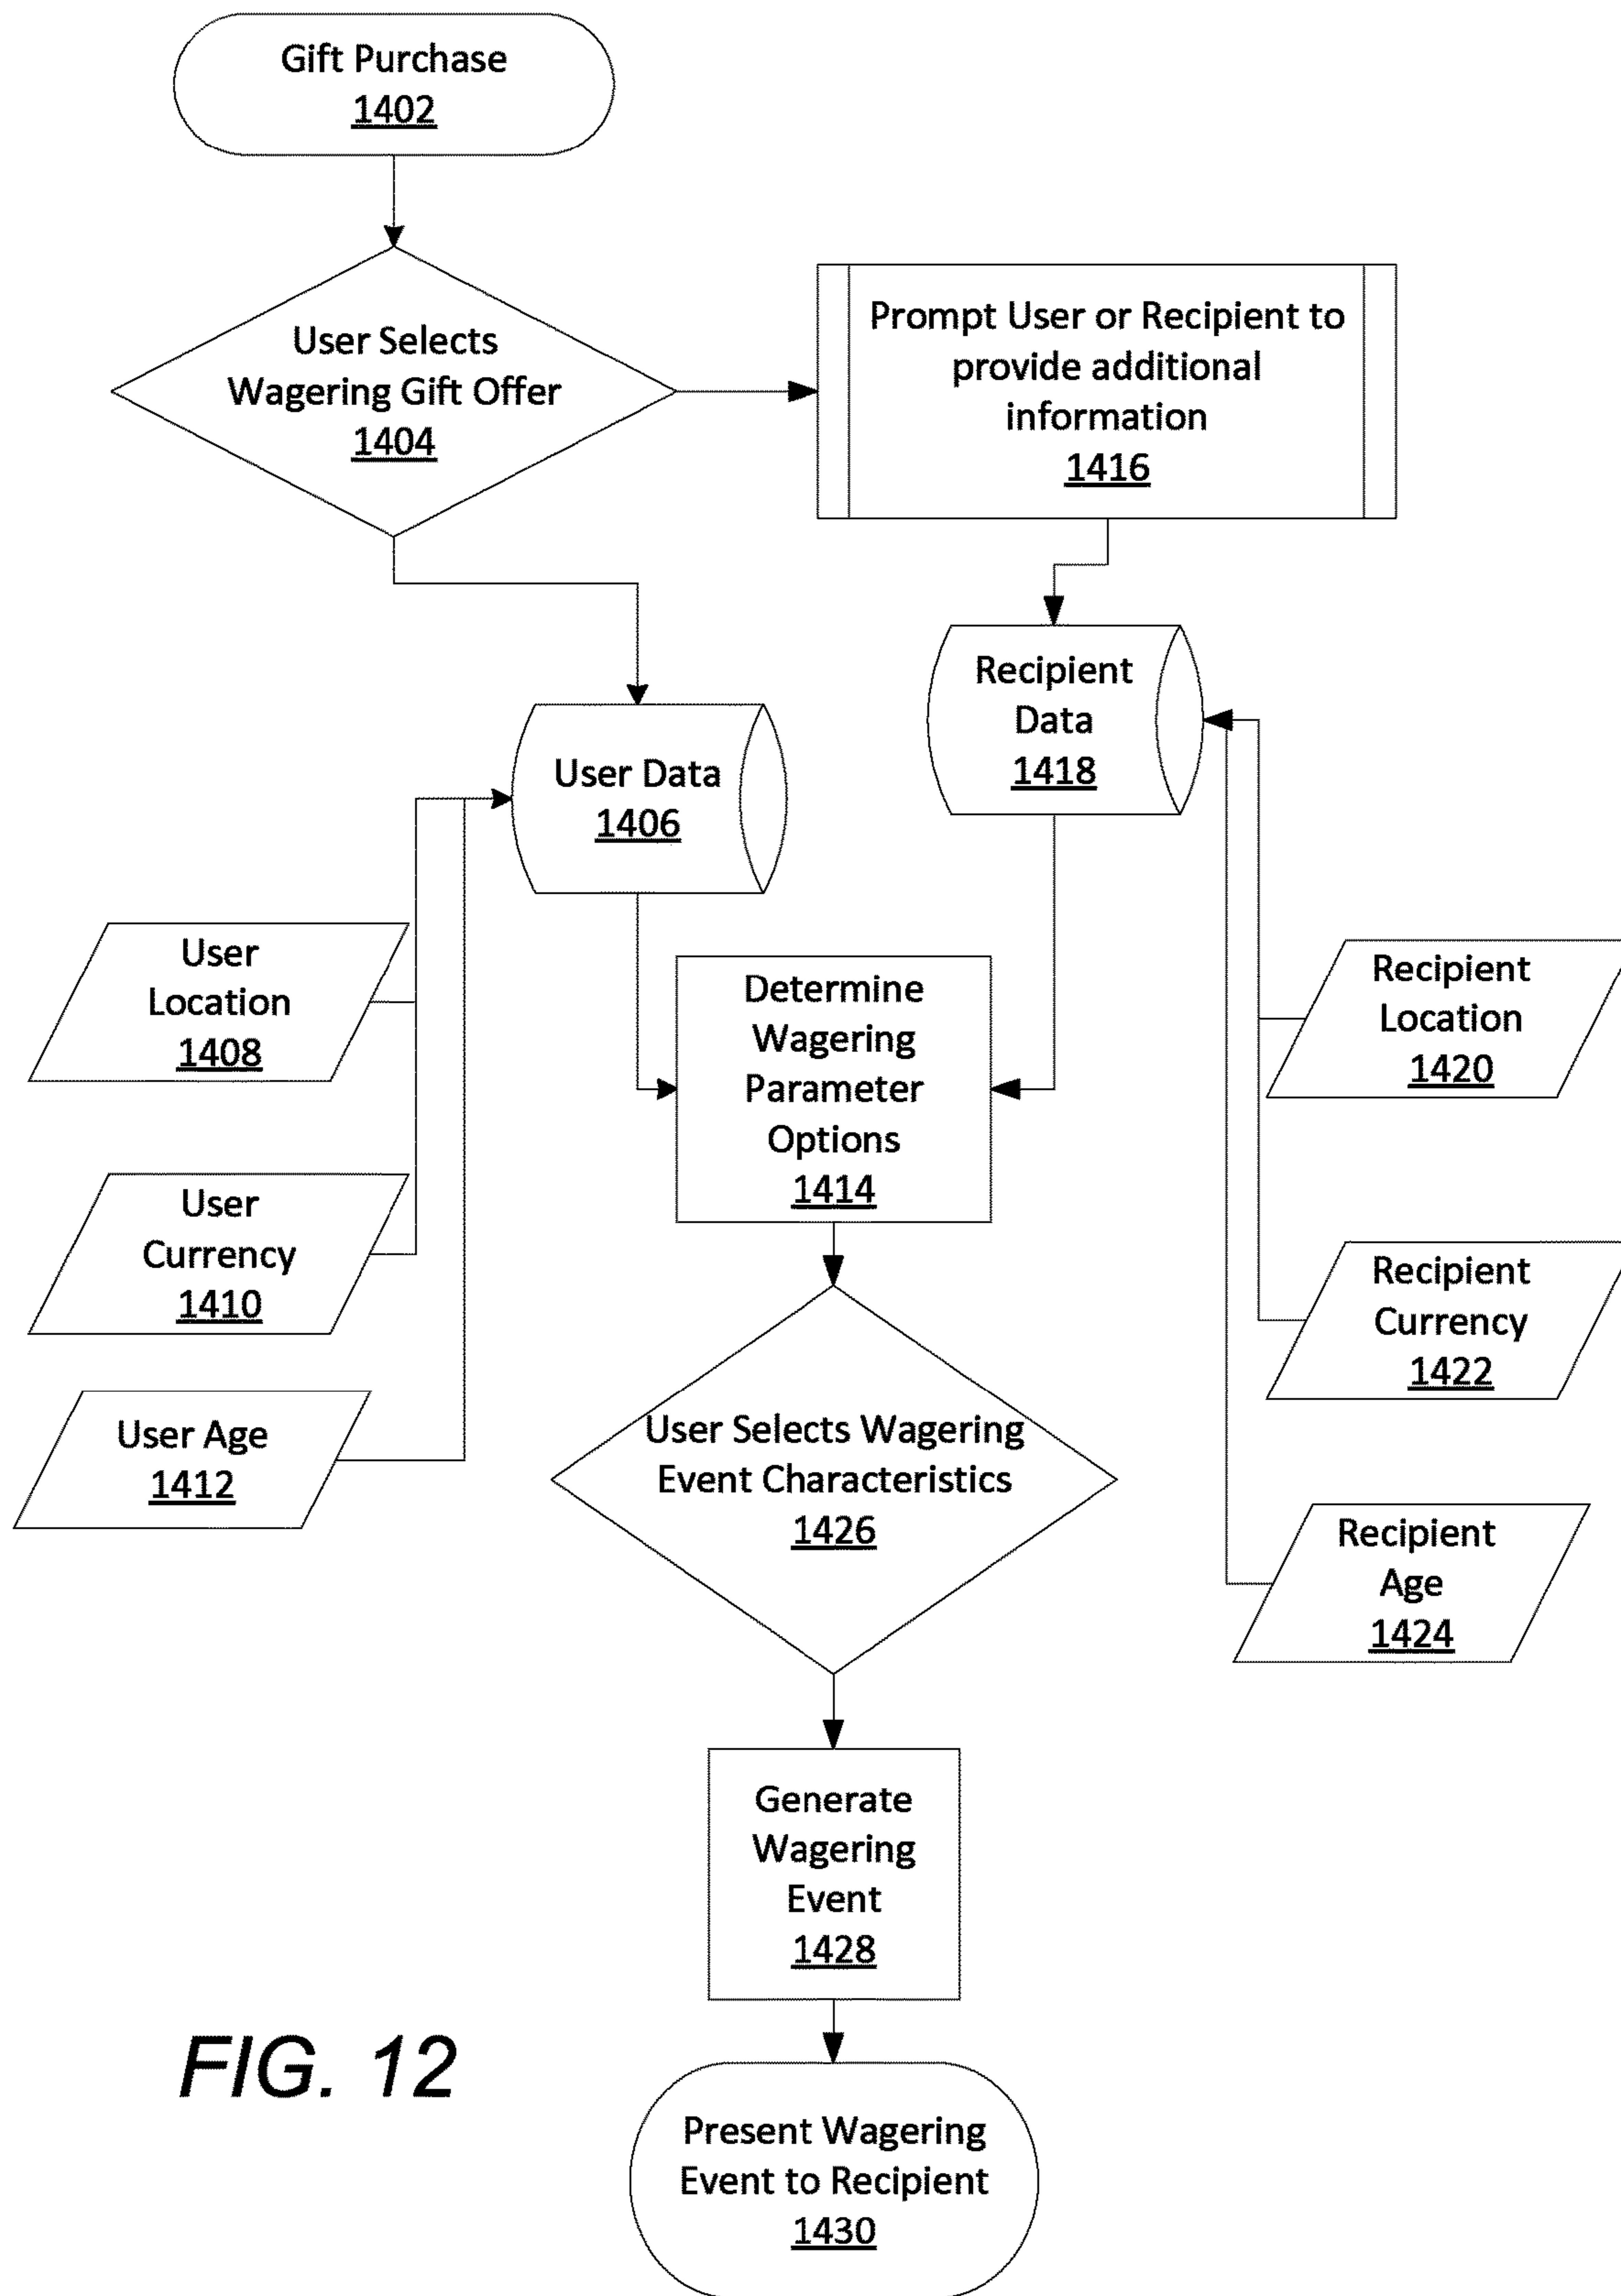 Gift Purchase
1402
User Selects
Wagering Gift Offer
1404
Prompt User or Recipient to
provide additional
information
1416
Recipient
Data
1418
User Data
1406
User
Location
1408
Determine
Wagering
Parameter
Options
1414
Recipient
Location
1420
User
Currency
1410
Recipient
Currency
1422
User Age
1412
User Selects Wagering
Event Characteristics
1426
Recipient
Age
1424
Generate
Wagering
Event
1428
FIG. 12
Present Wagering
Event to Recipient
1430